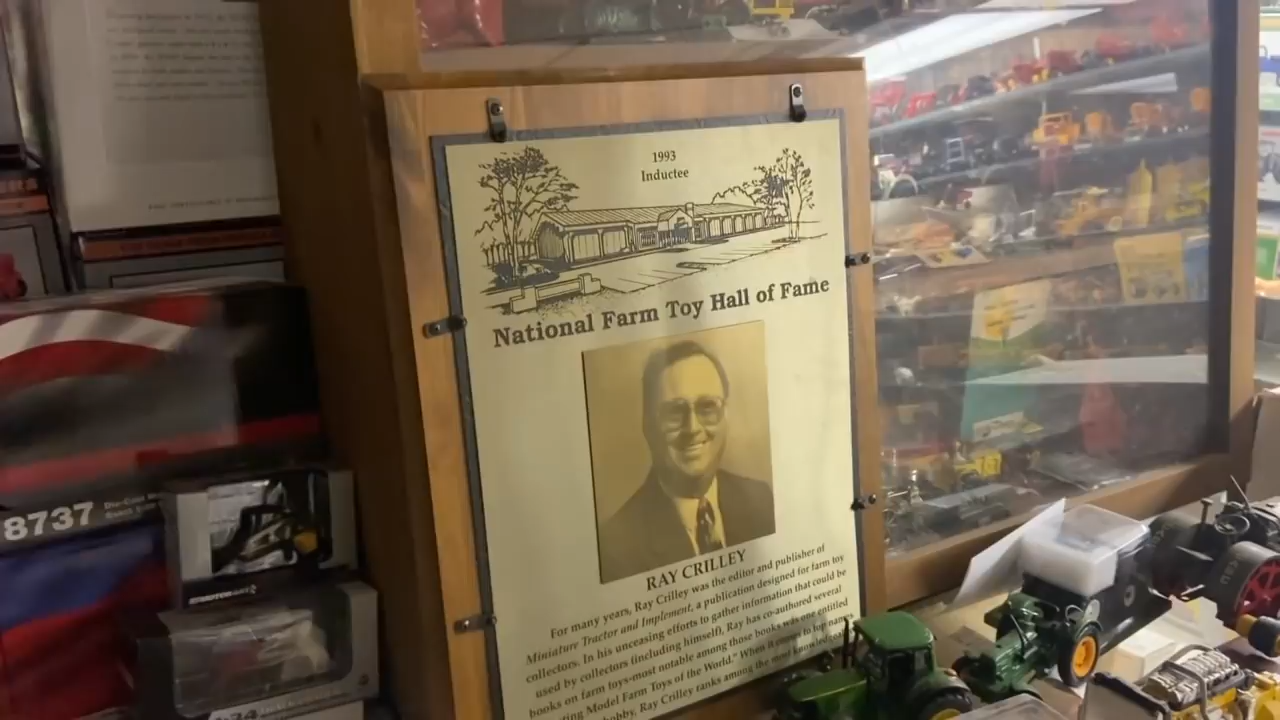 1993
Inductee
National Farm Toy Hall of Fame
RAY CRILLEY
For many years, Ray Crilley was the editor and publisher of
Miniature Tractor and Implement, a publication designed for farm toy
collectors. In his unceasing efforts to gather information that could be
used by collectors (including himself), Ray has co-authored several
books on farm toys-most notable among those books was one entitled
ting Model Farm Toys of the World." When it comes to top names
hobby, Ray Crilley ranks among the most knowledgeable
8737